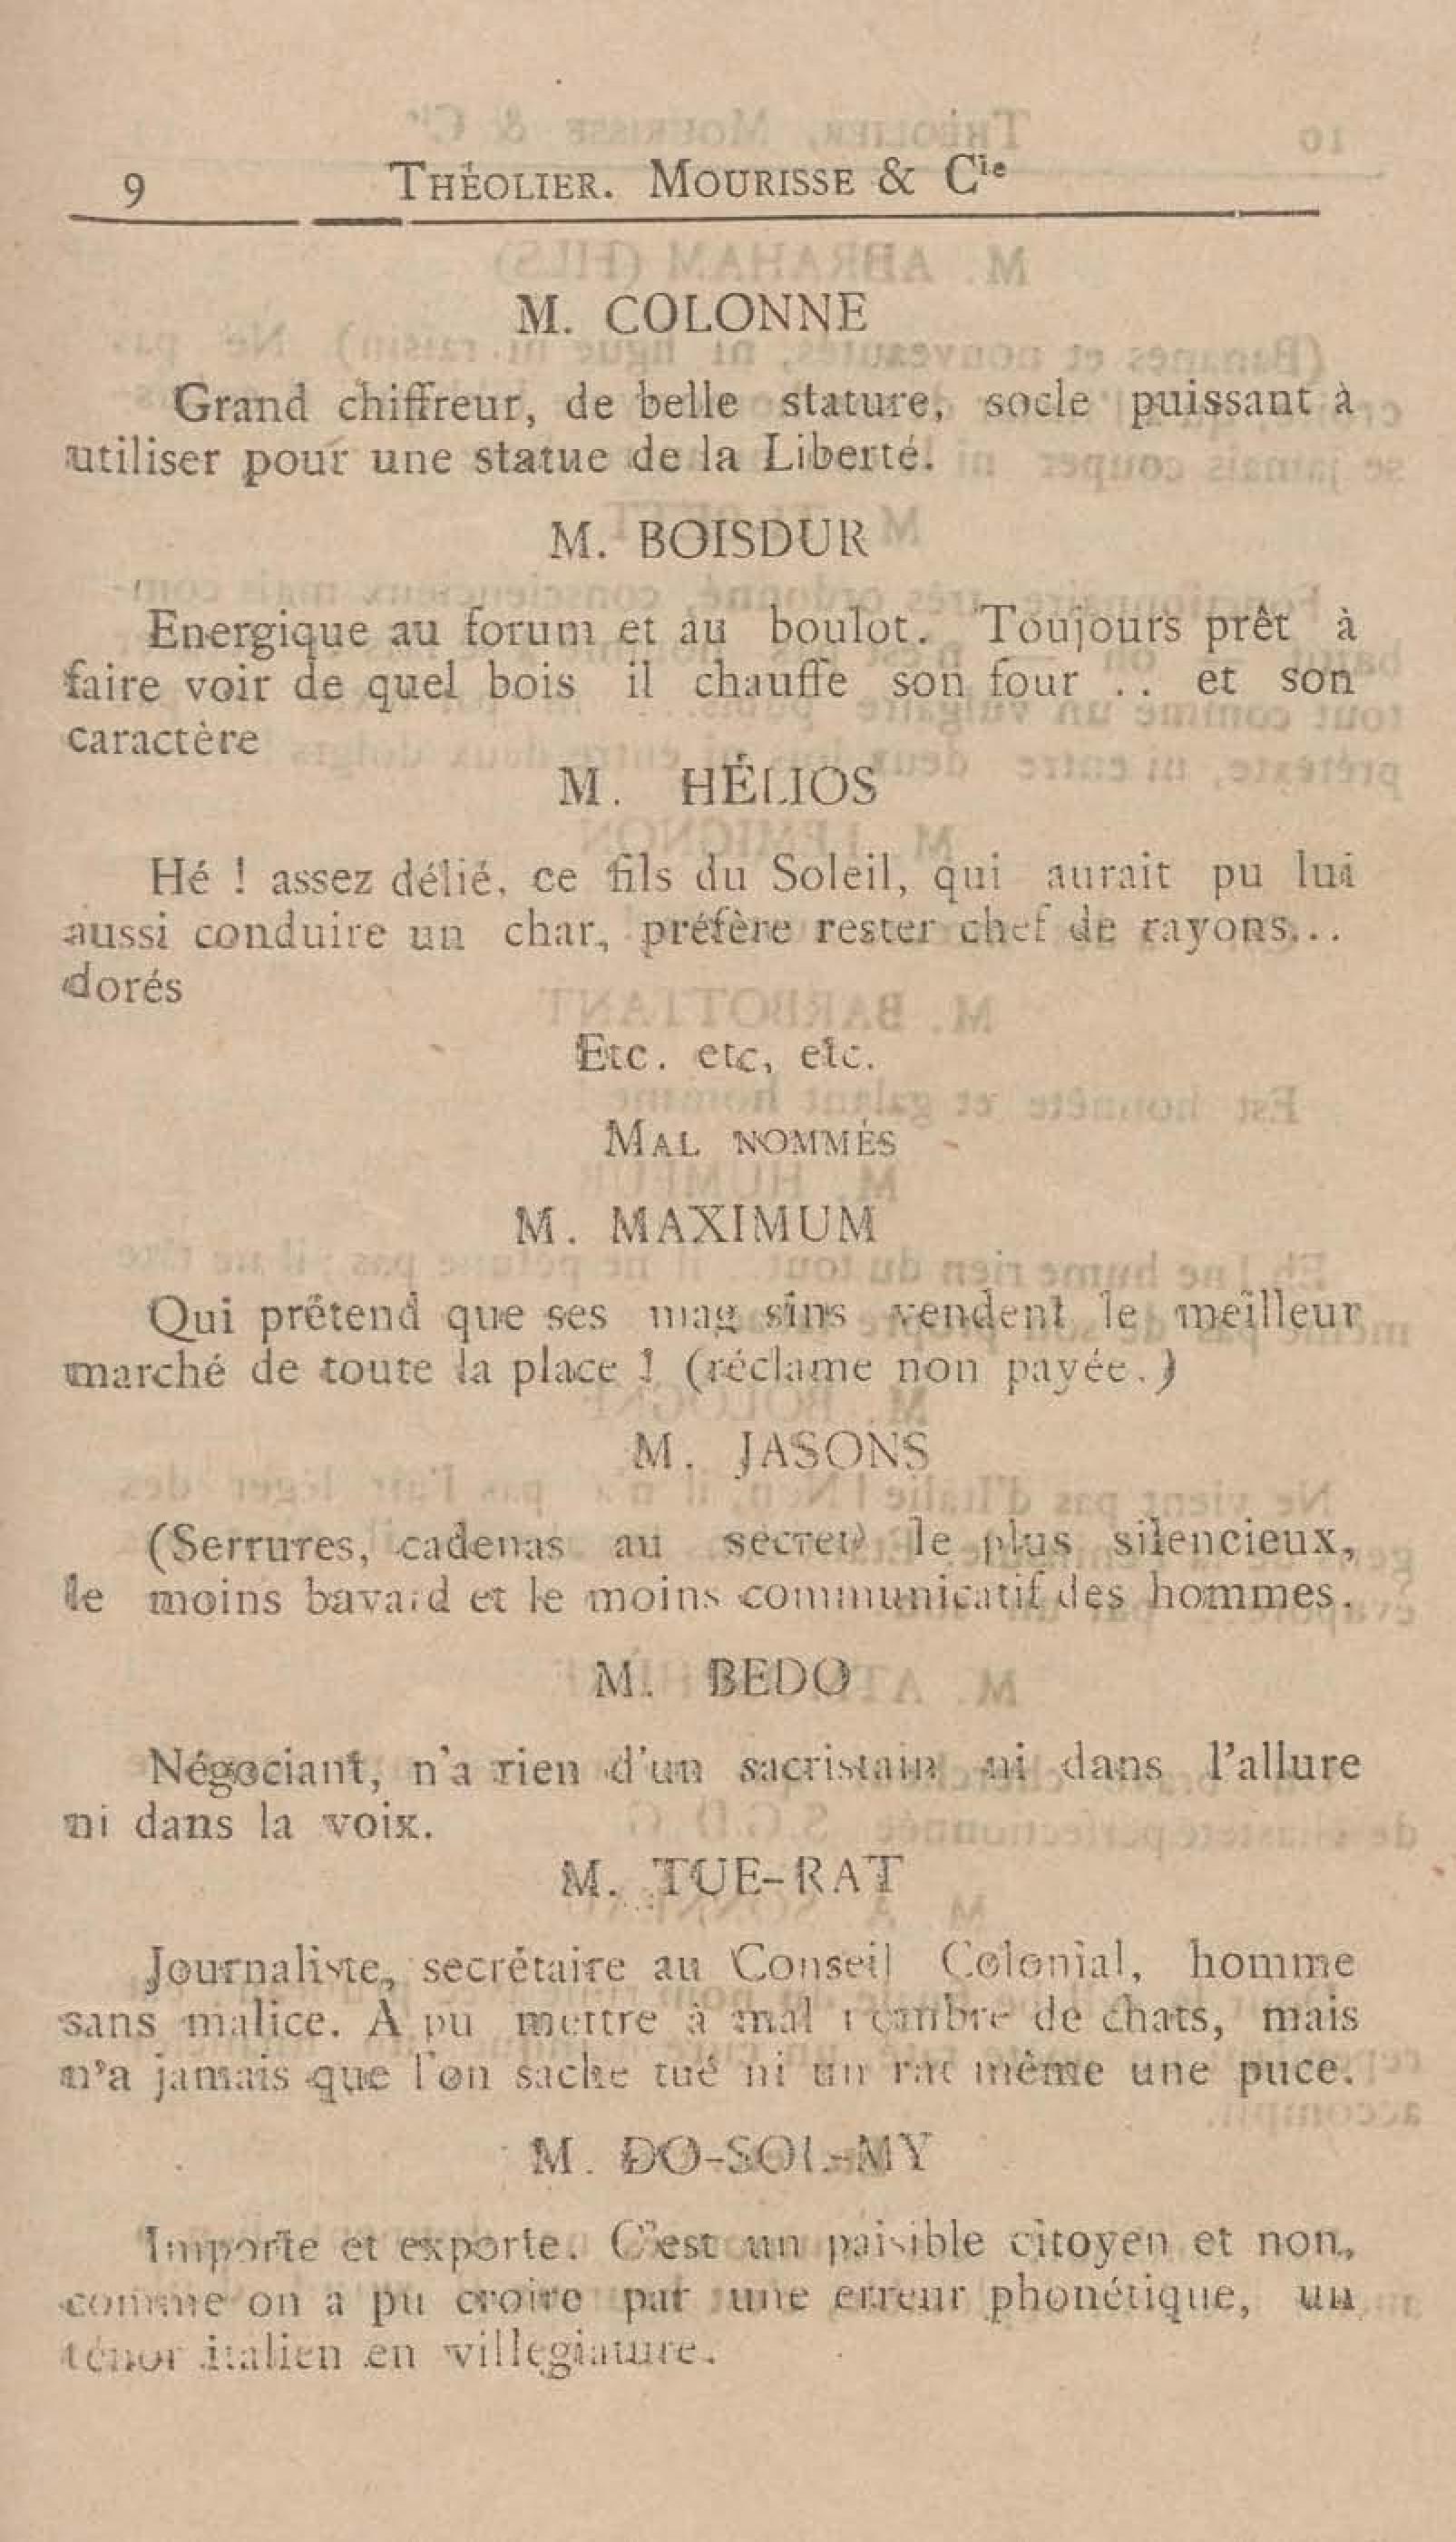 9 THÉOLIER. MOURISSE & Cie
M. COLONNE
Grand chiffreur, de belle stature, socle puissant à
utiliser pour une statue de la Liberté.
M. BOISDUR
Energique au forum et au boulot. Toujours prêt à
faire voir de quel bois il chauffe son four .. et son
caractère
M. HÉLIOS
Hé ! assez délié, ce fils du Soleil, qui aurait pu lui
aussi conduire un char, préfère rester chef de rayons...
dorés
Etc. etc, etc.
MAL NOMMÉS
M. MAXIMUM
Qui prétend que ses mag sins vendent le meilleur
marché de toute la place ! (réclame non payée.)
M. JASONS
(Serrures, cadenas au secret) le plus silencieux,
le moins bavard et le moins communicatif des hommes.
M. BEDO
Négociant, n'a rien d'un sacristain ni dans l'allure
ni dans la voix.
M. TUE-RAT
Journaliste, secrétaire au Conseil Colonial, homme
sans malice. A pu mettre à mal de chats, mais
n'a jamais que l'on sache tué ni un rat même une puce.
M. DO-SOL-MY
Importe et exporte. C'est un paisible citoyen et non,
comme on a pu croire par une erreur phonétique, un
ténor italien en villegiature.